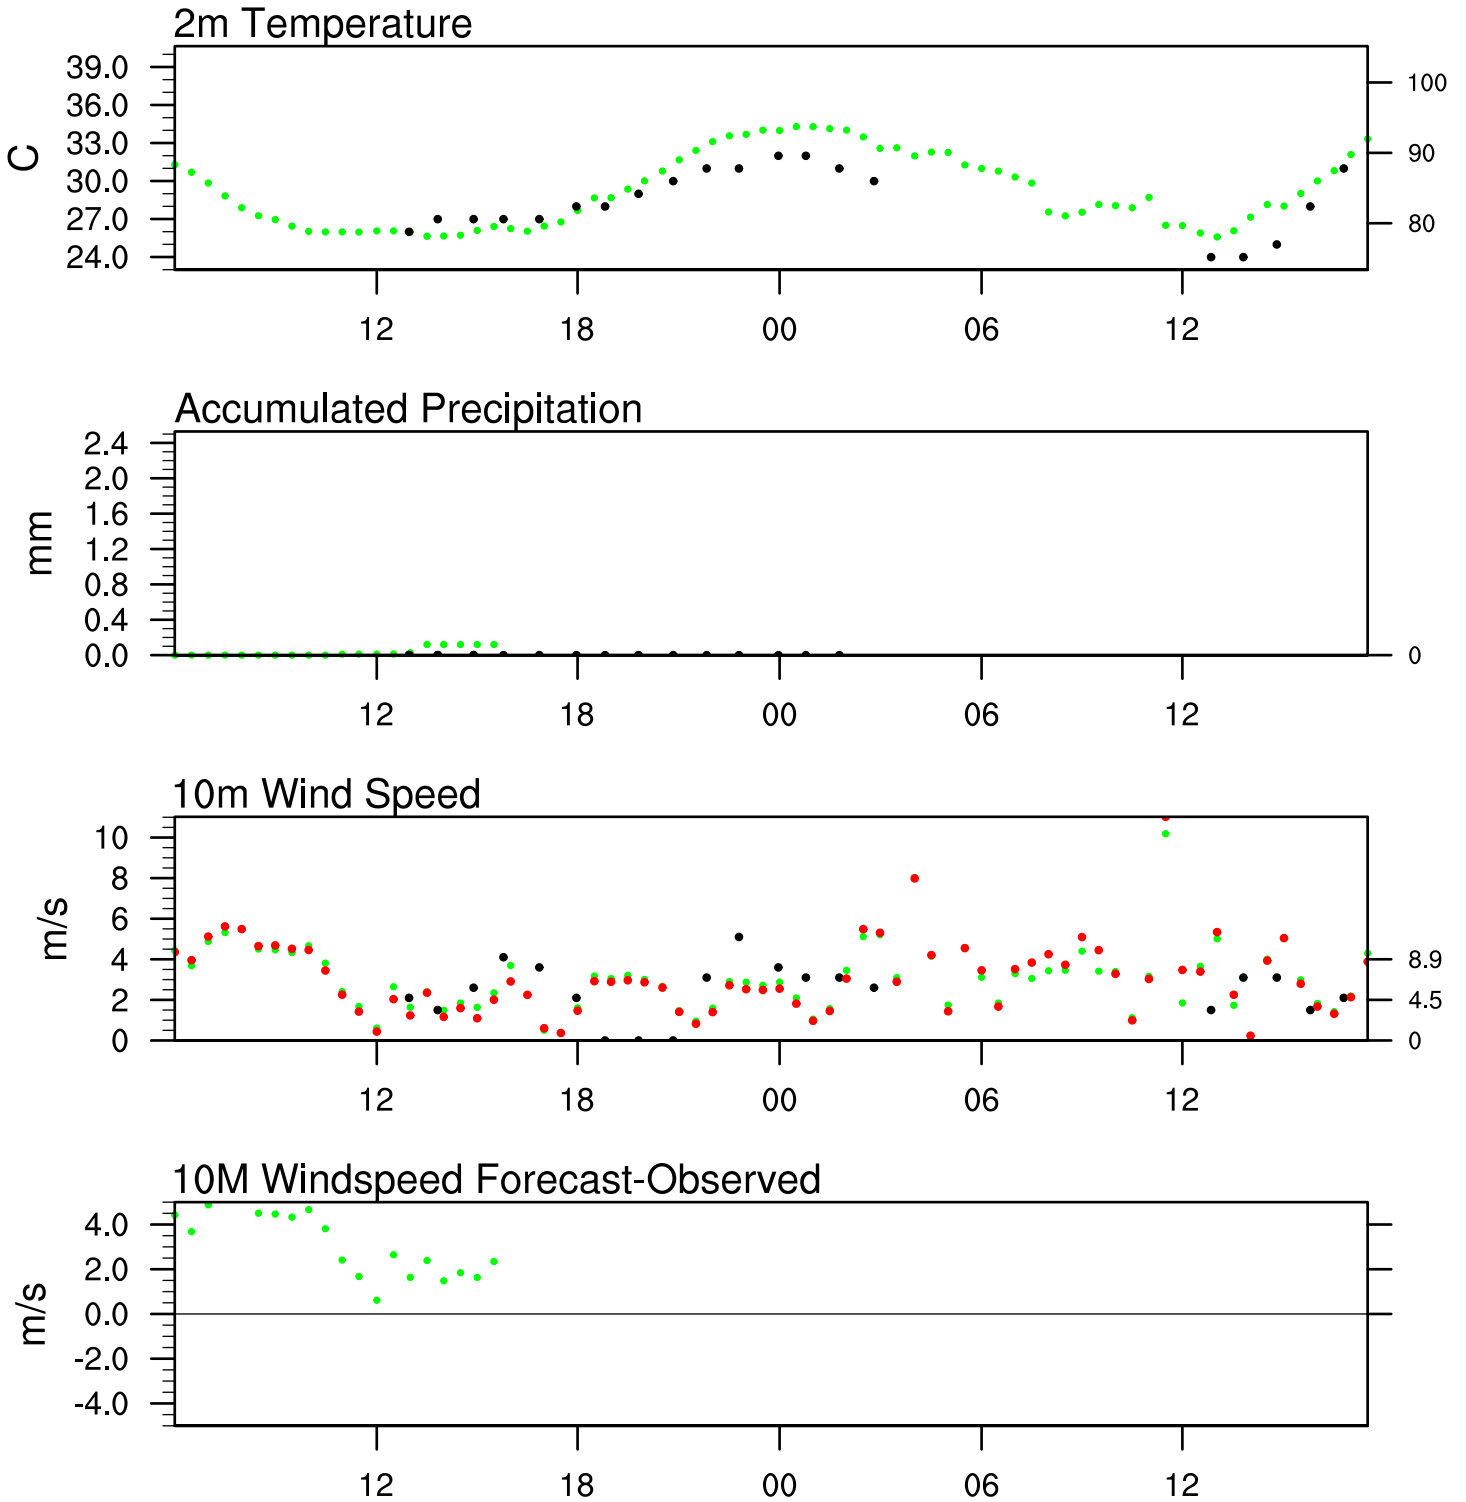 2m Temperature
39.0
36.0
33.0
30.0
27.0
24.0
C
100
90
80
12 18 00 06 12
Accumulated Precipitation
2.4
2.0
1.6
1.2
0.8
0.4
0.0
mm
0
12 18 00 06 12
10m Wind Speed
10
8
6
4
2
0
m/s
8.9
4.5
0
12 18 00 06 12
10M Windspeed Forecast-Observed
4.0
2.0
0.0
-2.0
-4.0
m/s
12 18 00 06 12